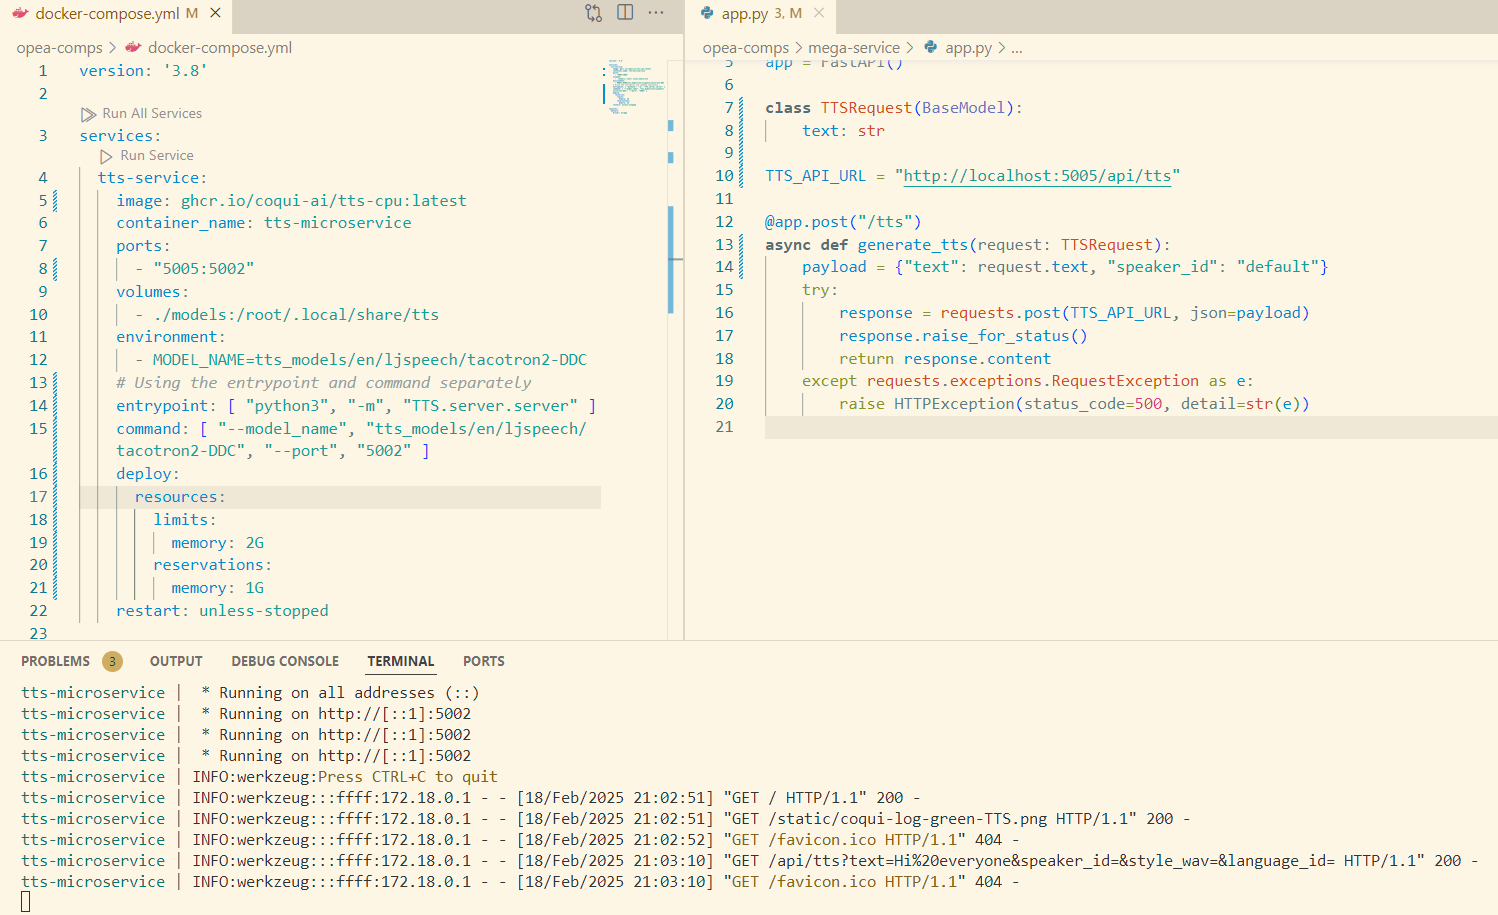 docker-compose.yml M
opea-comps > docker-compose.yml
1 version: '3.8'
2
Run All Services
3 services:
Run Service
4 tts-service:
5 image: ghcr.io/coqui-ai/tts-cpu:latest
6 container_name: tts-microservice
7 ports:
8 - "5005:5002"
9 volumes:
10 - ./models:/root/.local/share/tts
11 environment:
12 - MODEL_NAME=tts_models/en/ljspeech/tacotron2-DDC
13 # Using the entrypoint and command separately
14 entrypoint: [ "python3", "-m", "TTS.server.server" ]
15 command: [ "--model_name", "tts_models/en/ljspeech/
tacotron2-DDC", "--port", "5002" ]
16 deploy:
17 resources:
18 limits:
19 memory: 2G
20 reservations:
21 memory: 1G
22 restart: unless-stopped
23
app.py 3, M
opea-comps > mega-service > app.py > ...
5 app = FastAPI()
6
7 class TTSRequest(BaseModel):
8 text: str
9
10 TTS_API_URL = "http://localhost:5005/api/tts"
11
12 @app.post("/tts")
13 async def generate_tts(request: TTSRequest):
14 payload = {"text": request.text, "speaker_id": "default"}
15 try:
16 response = requests.post(TTS_API_URL, json=payload)
17 response.raise_for_status()
18 return response.content
19 except requests.exceptions.RequestException as e:
20 raise HTTPException(status_code=500, detail=str(e))
21
PROBLEMS 3 OUTPUT DEBUG CONSOLE TERMINAL PORTS
tts-microservice | * Running on all addresses (::)
tts-microservice | * Running on http://[::1]:5002
tts-microservice | * Running on http://[::1]:5002
tts-microservice | * Running on http://[::1]:5002
tts-microservice | INFO:werkzeug:Press CTRL+C to quit
tts-microservice | INFO:werkzeug:::ffff:172.18.0.1 - - [18/Feb/2025 21:02:51] "GET / HTTP/1.1" 200 -
tts-microservice | INFO:werkzeug:::ffff:172.18.0.1 - - [18/Feb/2025 21:02:51] "GET /static/coqui-log-green-TTS.png HTTP/1.1" 200 -
tts-microservice | INFO:werkzeug:::ffff:172.18.0.1 - - [18/Feb/2025 21:02:52] "GET /favicon.ico HTTP/1.1" 404 -
tts-microservice | INFO:werkzeug:::ffff:172.18.0.1 - - [18/Feb/2025 21:03:10] "GET /api/tts?text=Hi%20everyone&speaker_id=&style_wav=&language_id= HTTP/1.1" 200 -
tts-microservice | INFO:werkzeug:::ffff:172.18.0.1 - - [18/Feb/2025 21:03:10] "GET /favicon.ico HTTP/1.1" 404 -